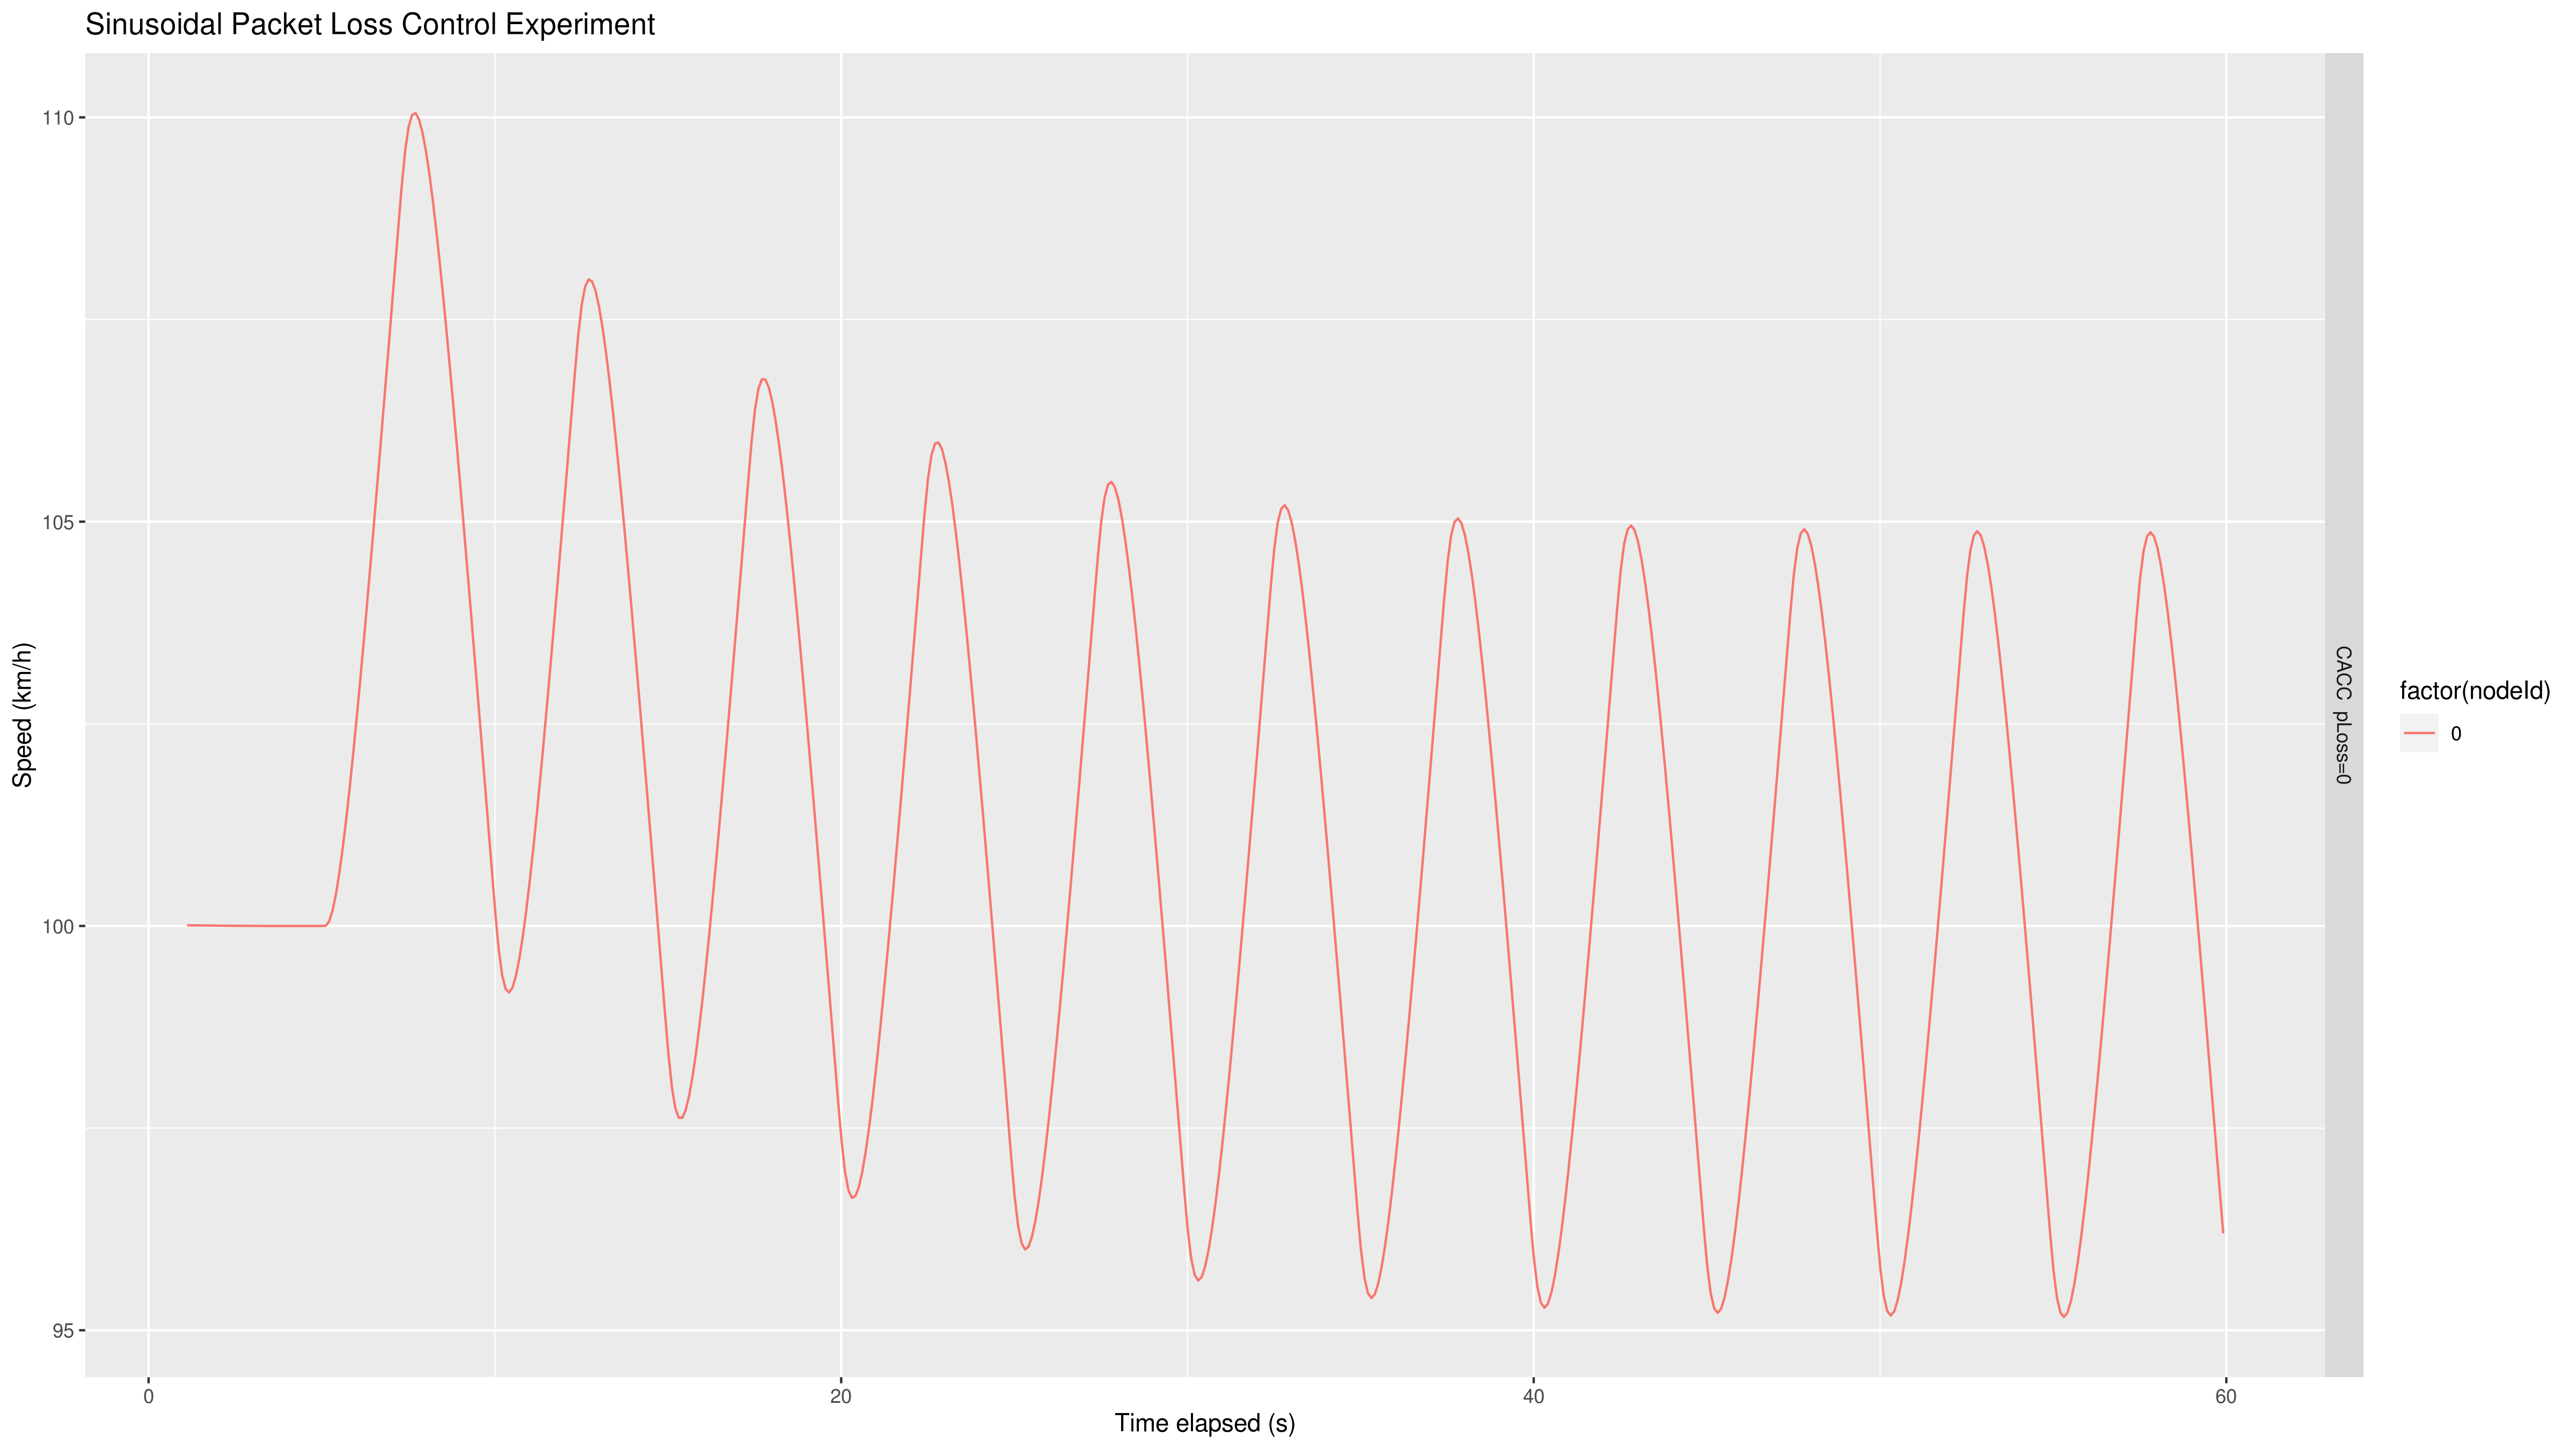 Sinusoidal Packet Loss Control Experiment
110
105
100
95
Speed (km/h)
0
20
40
60
Time elapsed (s)
CACC pLoss=0
factor(nodeId)
0